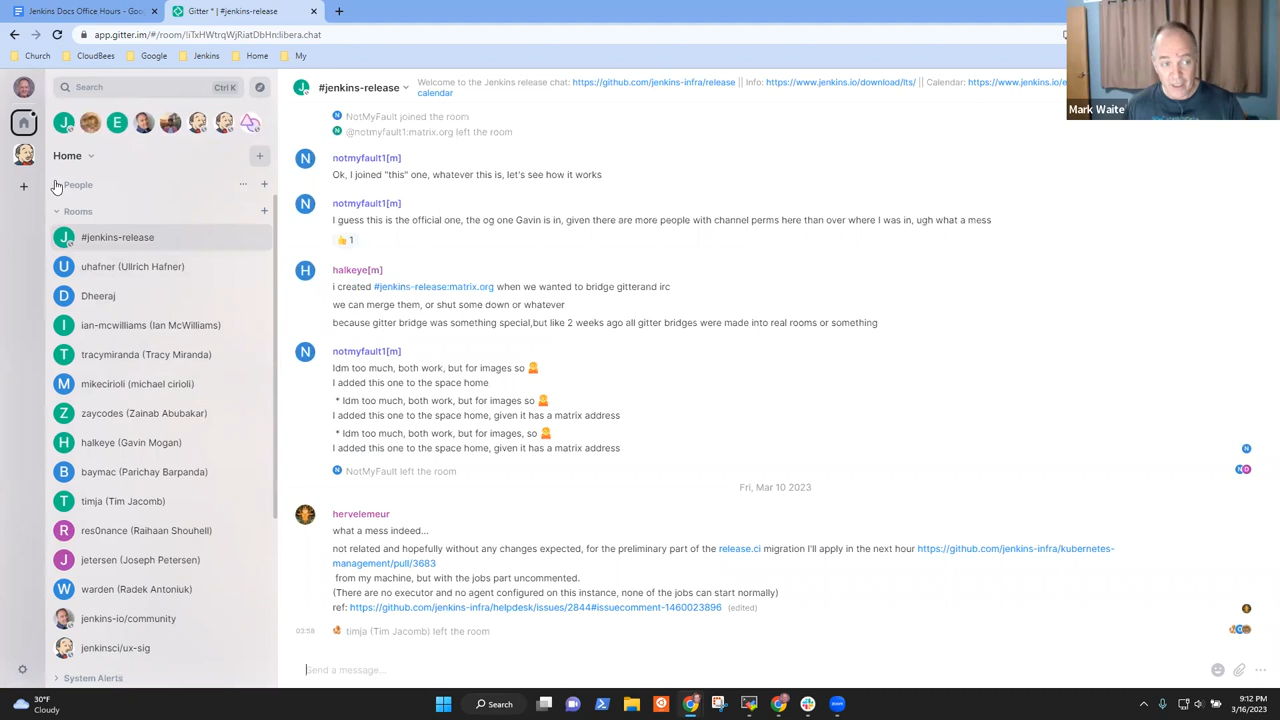 Docs
Gitter * | #jenkins-release
app.gitter.im/#/room/!iTxHWtrqWjRiatDbHn:libera.chat
Church
CloudBees
Google
Jenkins
Other
Search
Ctrl K
#jenkins-release
Welcome to the Jenkins release chat: https://github.com/jenkins-infra/release || Info: https://www.jenkins.io/download/lts/ || Calendar: https://www.jenkins.io/e
calendar
Mark Waite
Home
People
Rooms
#jenkins-release
uhafner (Ullrich Hafner)
Dheeraj
ian-mcwilliams (Ian McWilliams)
tracymiranda (Tracy Miranda)
mikecirioli (michael cirioli)
zaycodes (Zainab Abubakar)
halkeye (Gavin Mogan)
baymac (Parichay Barpanda)
timja (Tim Jacomb)
res0nance (Raihaan Shouhell)
jetersen (Joseph Petersen)
warden (Radek Antoniuk)
jenkins-io/community
jenkinsci/ux-sig
System Alerts
NotMyFault joined the room
@notmyfault1:matrix.org left the room
notmyfault1[m]
Ok, I joined "this" one, whatever this is, let's see how it works
notmyfault1[m]
I guess this is the official one, the og one Gavin is in, given there are more people with channel perms here than over where I was in, ugh what a mess
1
halkeye[m]
i created #jenkins-release:matrix.org when we wanted to bridge gitterand irc
we can merge them, or shut some down or whatever
because gitter bridge was something special,but like 2 weeks ago all gitter bridges were made into real rooms or something
notmyfault1[m]
Idm too much, both work, but for images so
I added this one to the space home
* Idm too much, both work, but for images so
I added this one to the space home, given it has a matrix address
* Idm too much, both work, but for images, so
I added this one to the space home, given it has a matrix address
NotMyFault left the room
Fri, Mar 10 2023
hervelemeur
what a mess indeed...
not related and hopefully without any changes expected, for the preliminary part of the release.ci migration I'll apply in the next hour https://github.com/jenkins-infra/kubernetes-
management/pull/3683
from my machine, but with the jobs part uncommented.
(There are no executor and no agent configured on this instance, none of the jobs can start normally)
ref: https://github.com/jenkins-infra/helpdesk/issues/2844#issuecomment-1460023896 (edited)
03:58
timja (Tim Jacomb) left the room
Send a message...
30°F
Cloudy
Search
9:12 PM
3/16/2023